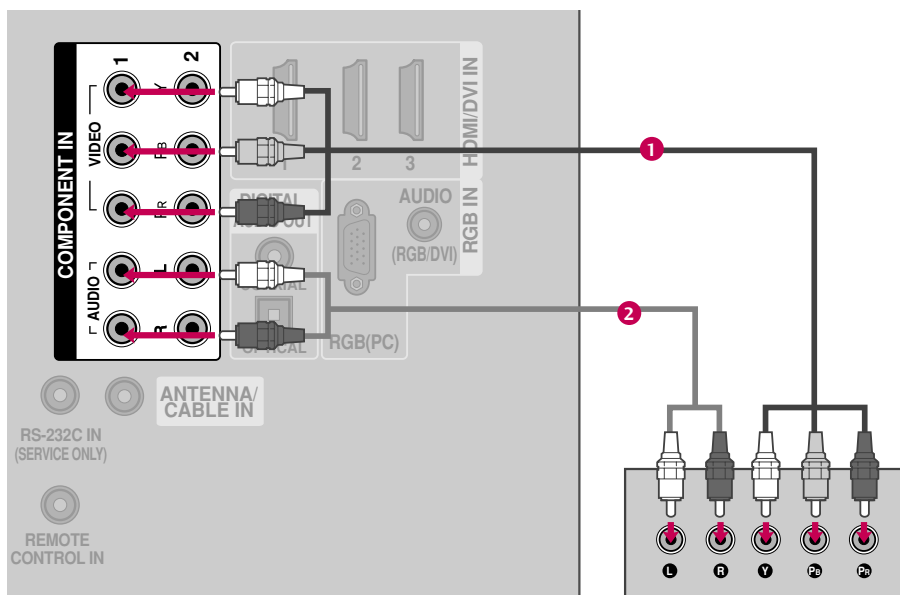 COMPONENT IN
VIDEO
AUDIO
1
2
Y
PB
PR
L
R
1
2
3
HDMI/DVI IN
RGB IN
DIGITAL
AUDIO OUT
COAXIAL
OPTICAL
AUDIO
(RGB/DVI)
RGB(PC)
ANTENNA/
CABLE IN
RS-232C IN
(SERVICE ONLY)
REMOTE
CONTROL IN
1
2
L
R
Y
PB
PR